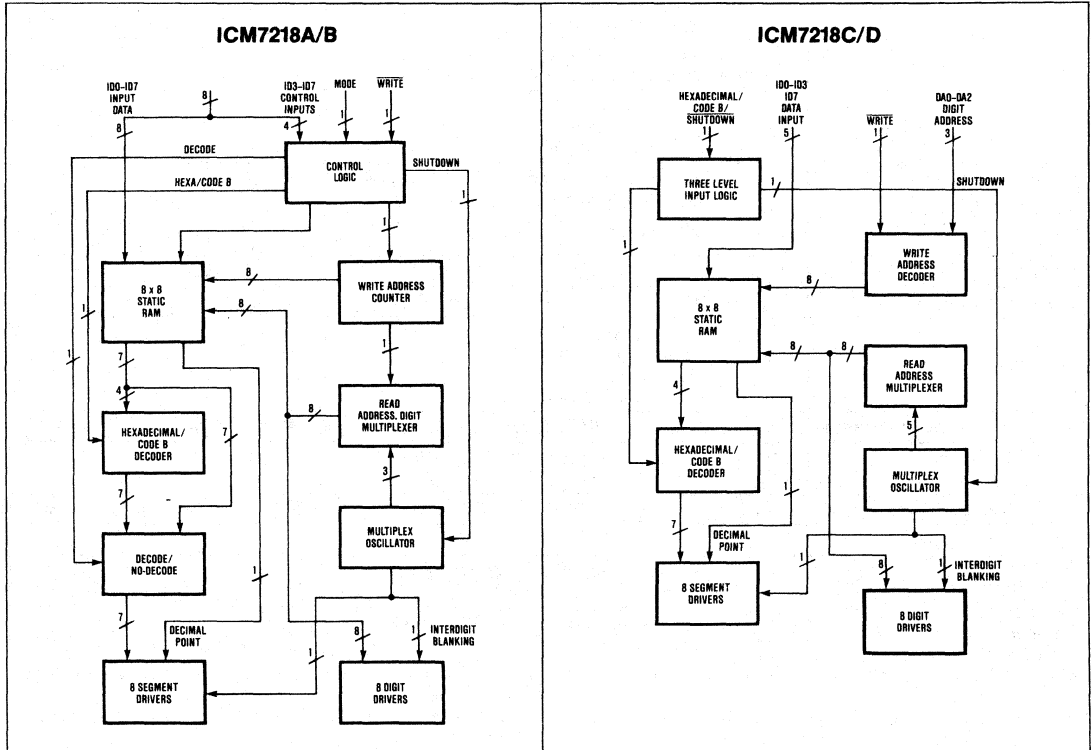 ICM7218A/B
ID0-ID7
INPUT
DATA
8
8
ID3-ID7
CONTROL
INPUTS
4
MODE
1
WRITE
1
DECODE
HEXA/CODE B
CONTROL
LOGIC
SHUTDOWN
1
1
8 x 8
STATIC
RAM
8
8
WRITE ADDRESS
COUNTER
1
1
1
7
4
7
HEXADECIMAL/
CODE B
DECODER
8
READ
ADDRESS, DIGIT
MULTIPLEXER
3
7
DECODE/
NO-DECODE
MULTIPLEX
OSCILLATOR
1
7
DECIMAL
POINT
1
8
1
INTERDIGIT
BLANKING
8 SEGMENT
DRIVERS
8 DIGIT
DRIVERS
ICM7218C/D
HEXADECIMAL/
CODE B/
SHUTDOWN
1
ID0-ID3
ID7
DATA
INPUT
5
WRITE
1
DA0-DA2
DIGIT
ADDRESS
3
THREE LEVEL
INPUT LOGIC
1
SHUTDOWN
1
WRITE
ADDRESS
DECODER
8 x 8
STATIC
RAM
8
8
8
READ
ADDRESS
MULTIPLEXER
4
5
HEXADECIMAL/
CODE B
DECODER
MULTIPLEX
OSCILLATOR
1
7
DECIMAL
POINT
1
8
1
INTERDIGIT
BLANKING
8 SEGMENT
DRIVERS
8 DIGIT
DRIVERS